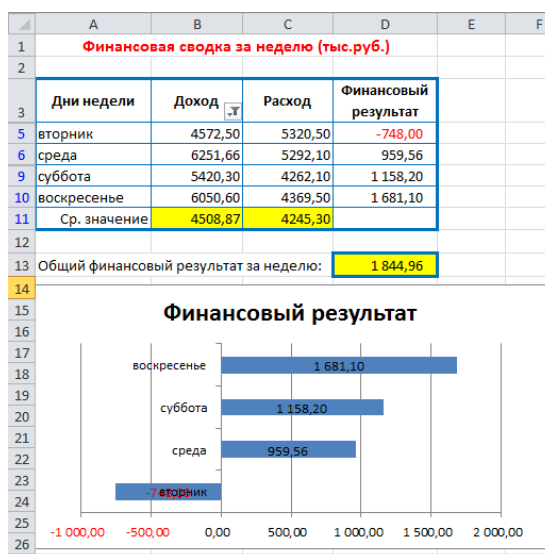 A B C D E F
1 Финансовая сводка за неделю (тыс.руб.)
2
3 Дни недели Доход Расход Финансовый результат
5 вторник 4572,50 5320,50 -748,00
6 среда 6251,66 5292,10 959,56
9 суббота 5420,30 4262,10 1 158,20
10 воскресенье 6050,60 4369,50 1 681,10
11 Ср. значение 4508,87 4245,30
12
13 Общий финансовый результат за неделю: 1 844,96
14
15 Финансовый результат
16
17
18 воскресенье 1 681,10
19
20 суббота 1 158,20
21
22 среда 959,56
23
24 -748,00 вторник
25 -1 000,00 -500,00 0,00 500,00 1 000,00 1 500,00 2 000,00
26